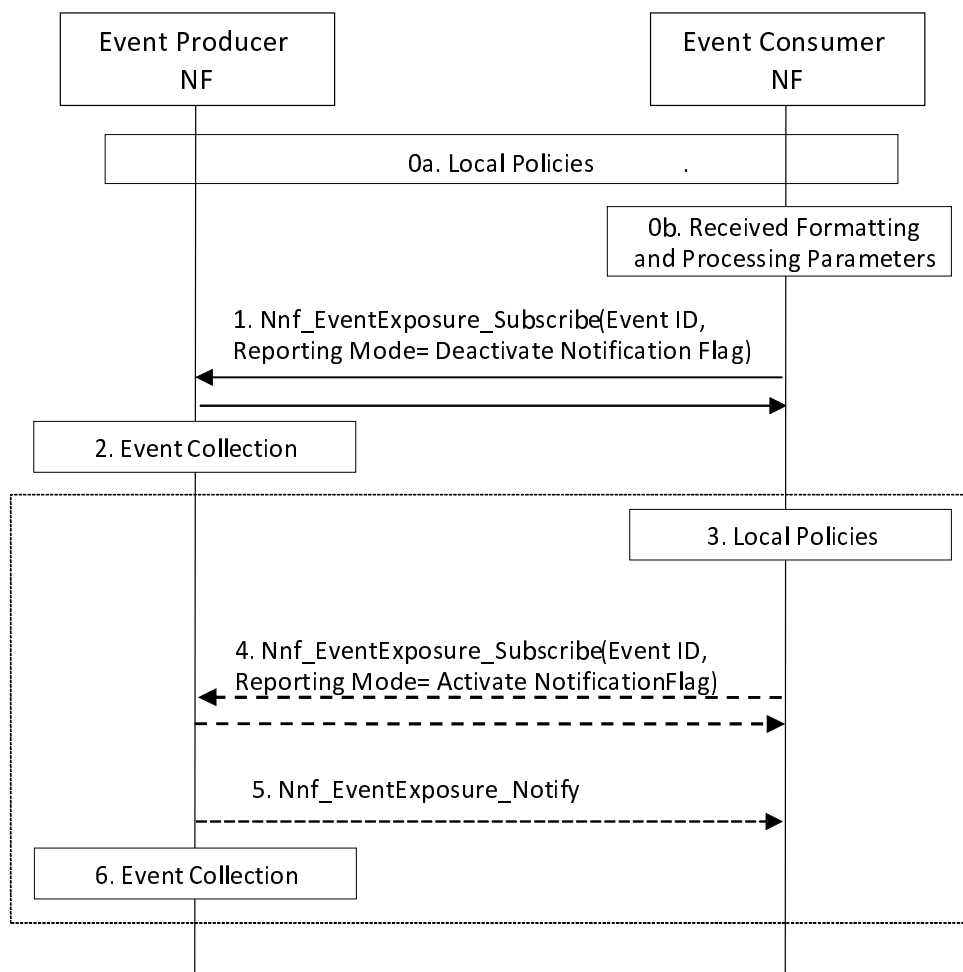 Event Producer
NF
Event Consumer
NF
0a. Local Policies .
0b. Received Formatting
and Processing Parameters
1. Nnf_EventExposure_Subscribe(Event ID,
Reporting Mode= Deactivate Notification Flag)
2. Event Collection
3. Local Policies
4. Nnf_EventExposure_Subscribe(Event ID,
Reporting Mode= Activate NotificationFlag)
5. Nnf_EventExposure_Notify
6. Event Collection